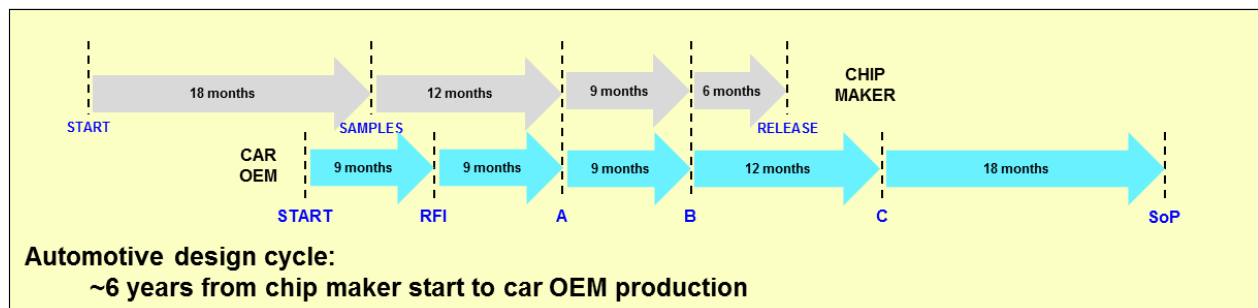 18 months
12 months
9 months
6 months
CHIP
MAKER
START
SAMPLES
RELEASE
CAR
OEM
9 months
9 months
9 months
12 months
18 months
START
RFI
A
B
C
SoP
Automotive design cycle:
~6 years from chip maker start to car OEM production